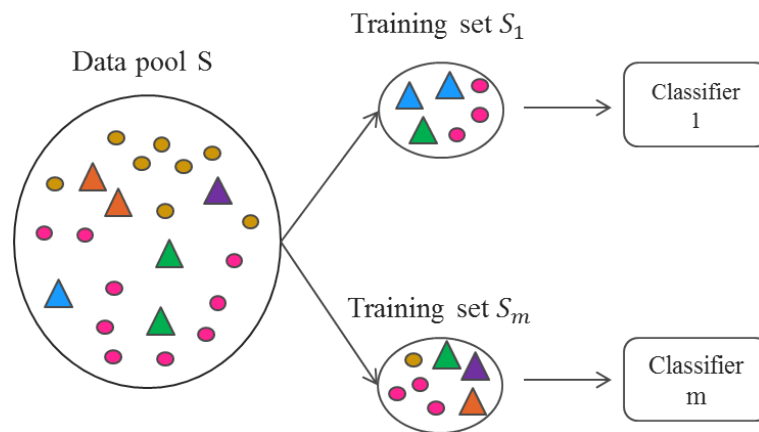 Training set S₁
Data pool S
Classifier
1
Training set Sₘ
Classifier
m